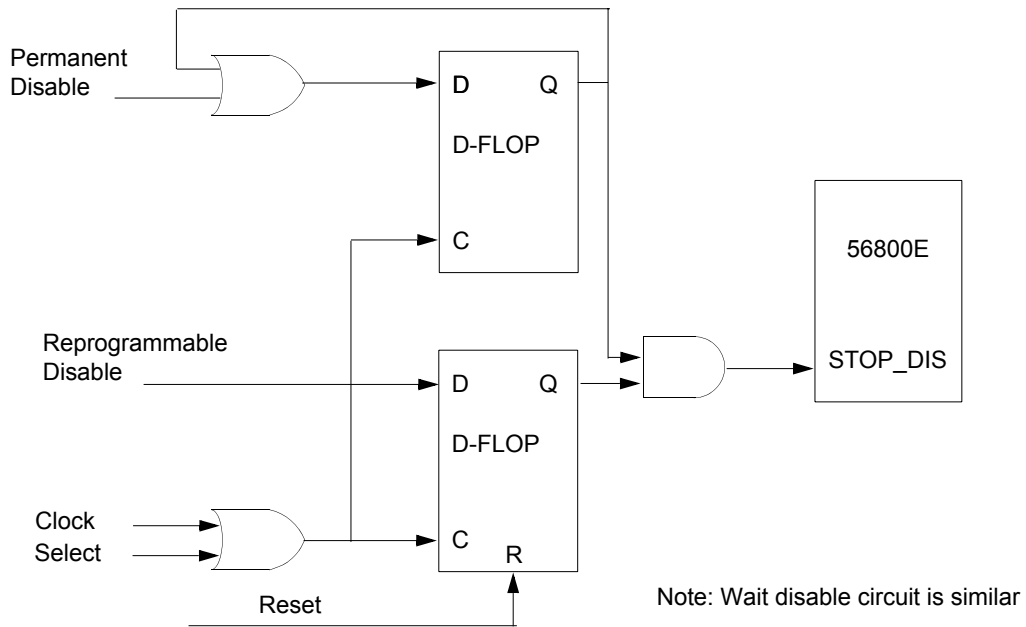 Permanent
Disable
D
Q
D-FLOP
C
56800E
STOP_DIS
Reprogrammable
Disable
D
Q
D-FLOP
C
R
Clock
Select
Reset
Note: Wait disable circuit is similar